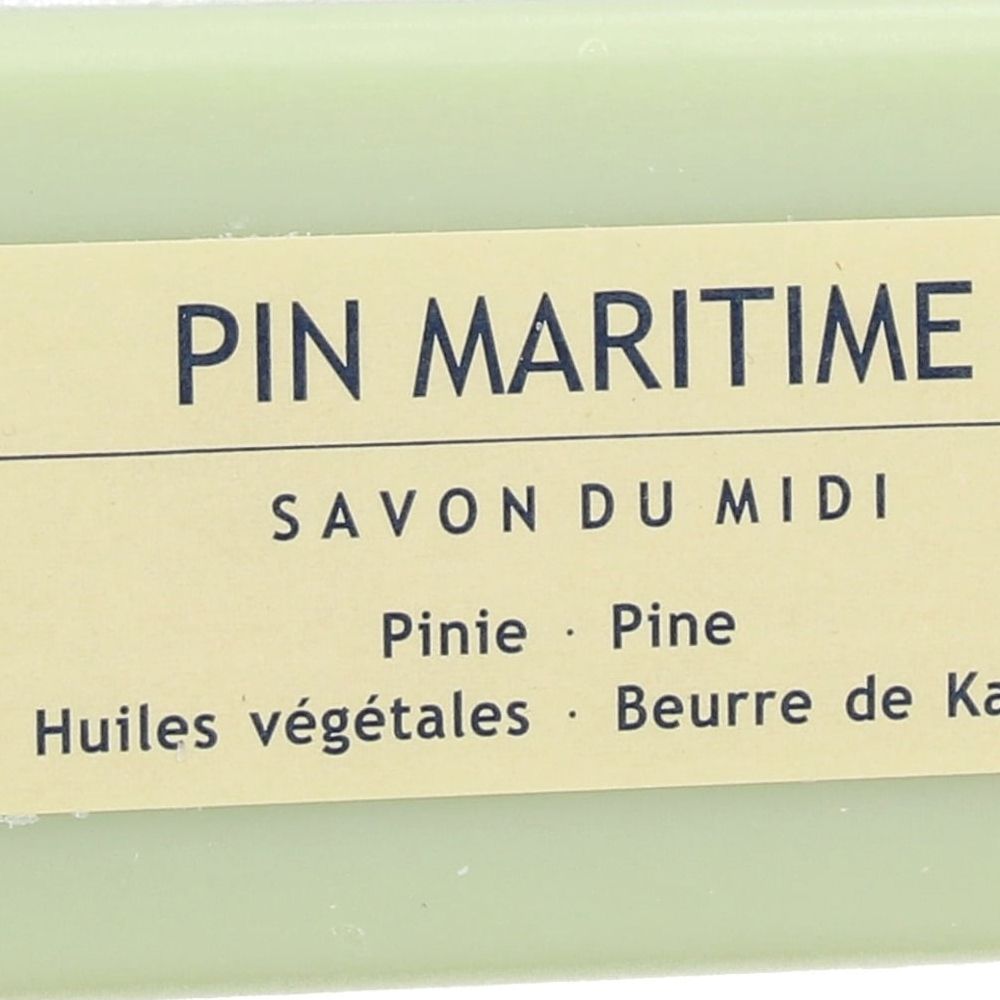 PIN MARITIME
SAVON DU MIDI
Pinie · Pine
Huiles végétales · Beurre de